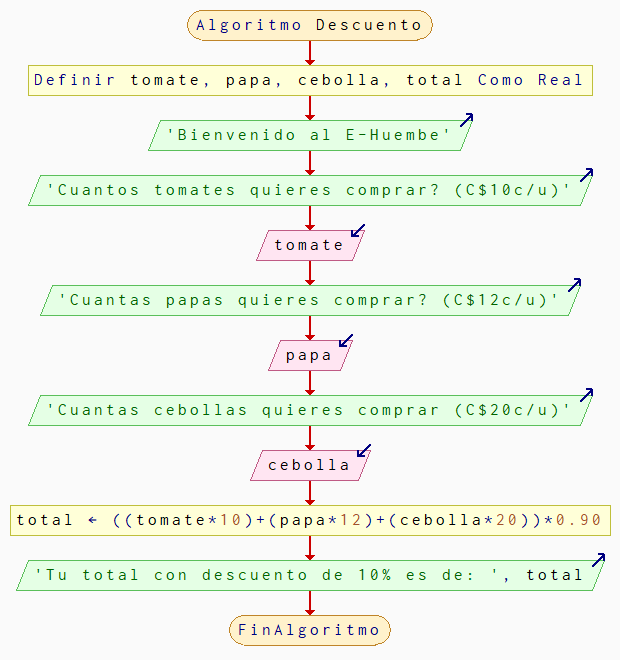 Algoritmo Descuento
Definir tomate, papa, cebolla, total Como Real
'Bienvenido al E-Huembe'
'Cuantos tomates quieres comprar? (C$10c/u)'
tomate
'Cuantas papas quieres comprar? (C$12c/u)'
papa
'Cuantas cebollas quieres comprar (C$20c/u)'
cebolla
total ← ((tomate*10)+(papa*12)+(cebolla*20))*0.90
'Tu total con descuento de 10% es de: ', total
FinAlgoritmo